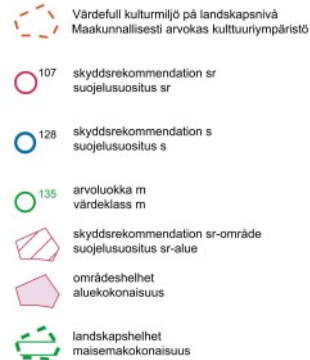 Värdefull kulturmiljö på landskapsnivå
Maakunnallisesti arvokas kulttuuriympäristö
107
skyddsrekommendation sr
suojelusuositus sr
128
skyddsrekommendation s
suojelusuositus s
135
arvoluokka m
värdeklass m
skyddsrekommendation sr-område
suojelusuositus sr-alue
områdeshelhet
aluekokonaisuus
landskapshelhet
maisemakokonaisuus